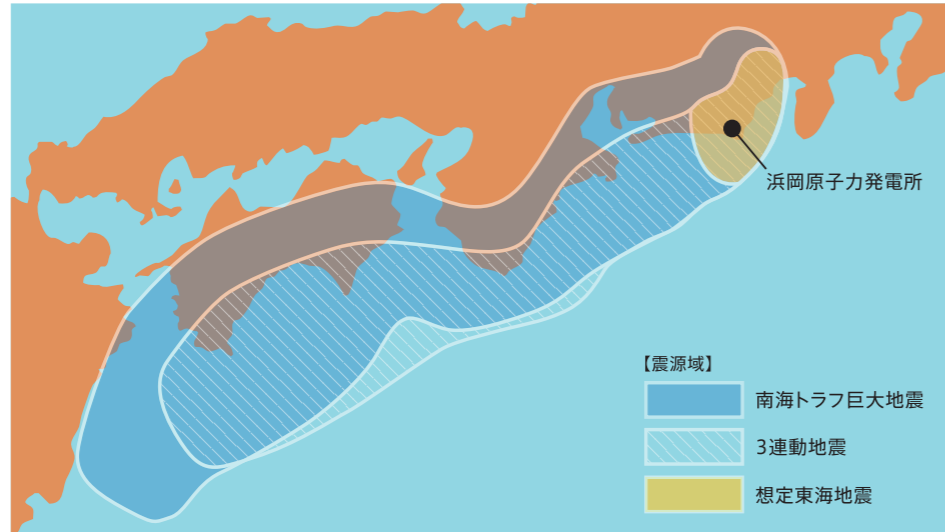 浜岡原子力発電所
【震源域】
南海トラフ巨大地震
3連動地震
想定東海地震